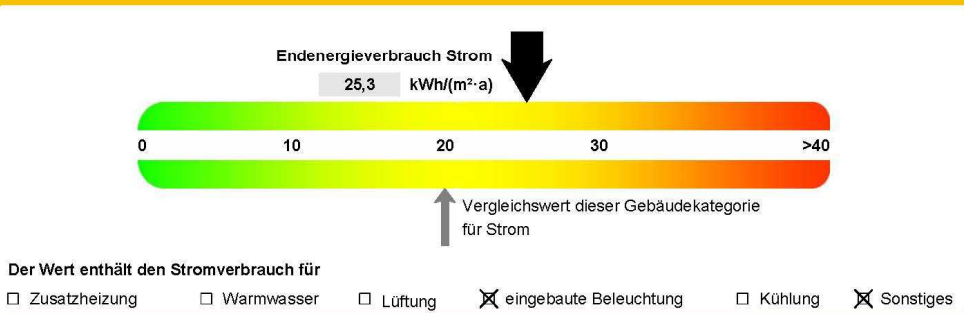 Endenergieverbrauch Strom
25,3 kWh/(m²·a)
0 10 20 30 >40
Vergleichswert dieser Gebäudekategorie
für Strom
Der Wert enthält den Stromverbrauch für
☐ Zusatzheizung ☐ Warmwasser ☐ Lüftung ☒ eingebaute Beleuchtung ☐ Kühlung ☒ Sonstiges